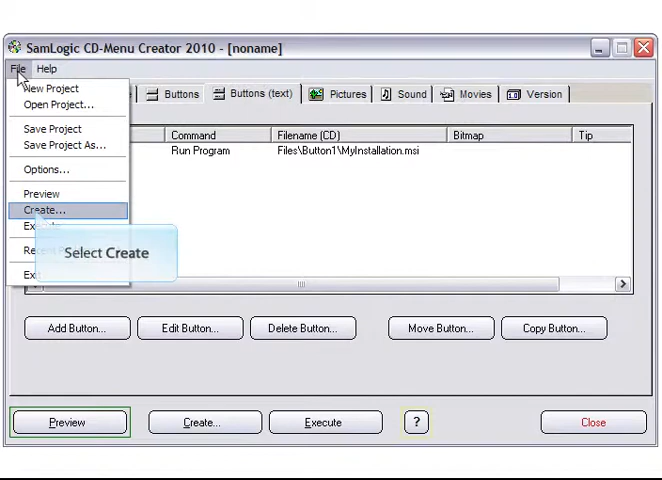 SamLogic CD-Menu Creator 2010 - [noname]
File Help
New Project
Open Project...
Save Project
Save Project As...
Options...
Preview
Create...
Select Create
Buttons Buttons (text) Pictures Sound Movies Version
Command Filename (CD) Bitmap Tip
Run Program Files\Button1\MyInstallation.msi
Add Button... Edit Button... Delete Button... Move Button... Copy Button...
Preview Create... Execute ? Close